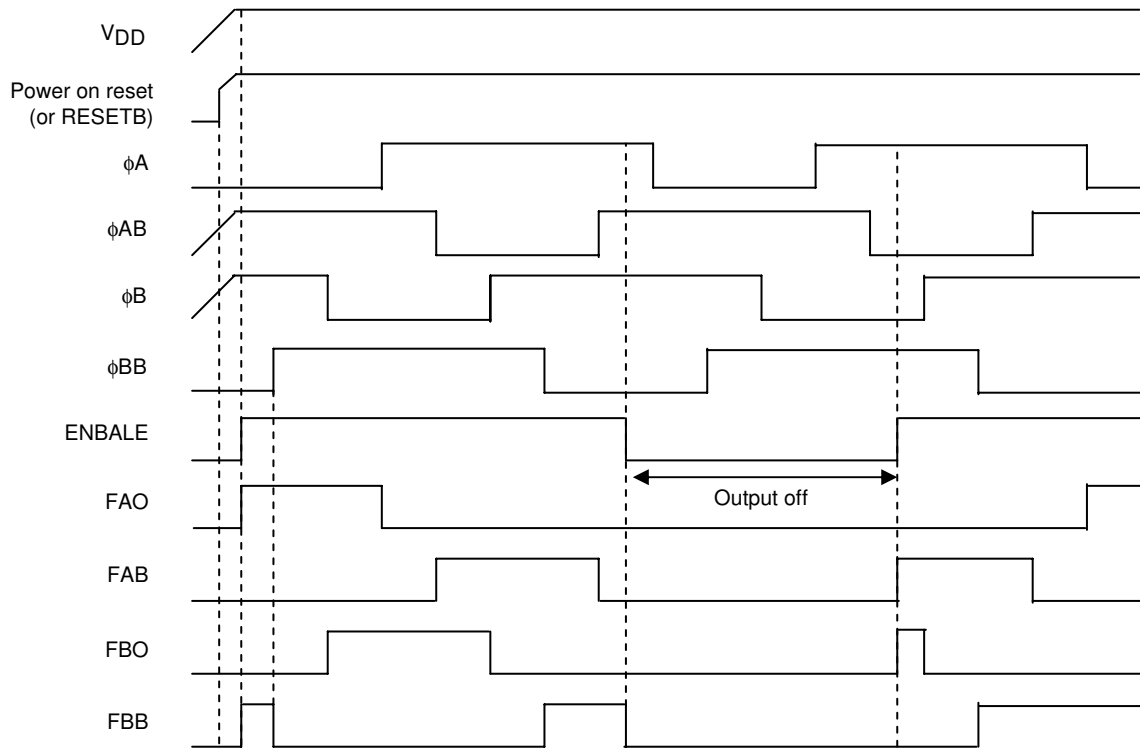 VDD
Power on reset
(or RESETB)
ϕA
ϕAB
ϕB
ϕBB
ENBALE
Output off
FAO
FAB
FBO
FBB